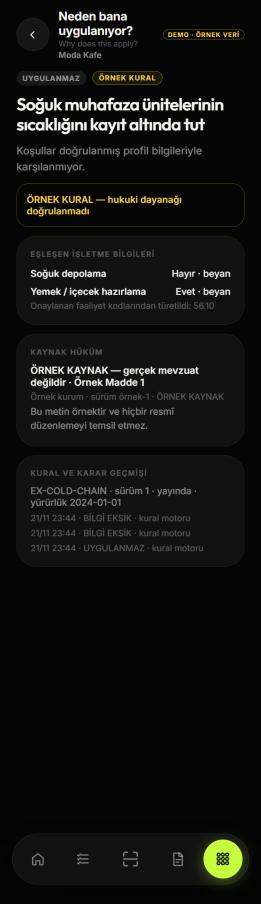 Neden bana
uygulanıyor?
Why does this apply?
Moda Kafe
DEMO · ÖRNEK VERİ
UYGULANMAZ
ÖRNEK KURAL
Soğuk muhafaza ünitelerinin
sıcaklığını kayıt altında tut
Koşullar doğrulanmış profil bilgileriyle
karşılanmıyor.
ÖRNEK KURAL — hukuki dayanağı
doğrulanmadı
EŞLEŞEN İŞLETME BİLGİLERİ
Soğuk depolama Hayır · beyan
Yemek / içecek hazırlama Evet · beyan
Onaylanan faaliyet kodlarından türetildi: 56.10
KAYNAK HÜKÜM
ÖRNEK KAYNAK — gerçek mevzuat
değildir · Örnek Madde 1
Örnek kurum · sürüm örnek-1 · ÖRNEK KAYNAK
Bu metin örnektir ve hiçbir resmî
düzenlemeyi temsil etmez.
KURAL VE KARAR GEÇMİŞİ
EX-COLD-CHAIN · sürüm 1 · yayında ·
yürürlük 2024-01-01
21/11 23:44 · BİLGİ EKSİK · kural motoru
21/11 23:44 · BİLGİ EKSİK · kural motoru
21/11 23:44 · UYGULANMAZ · kural motoru